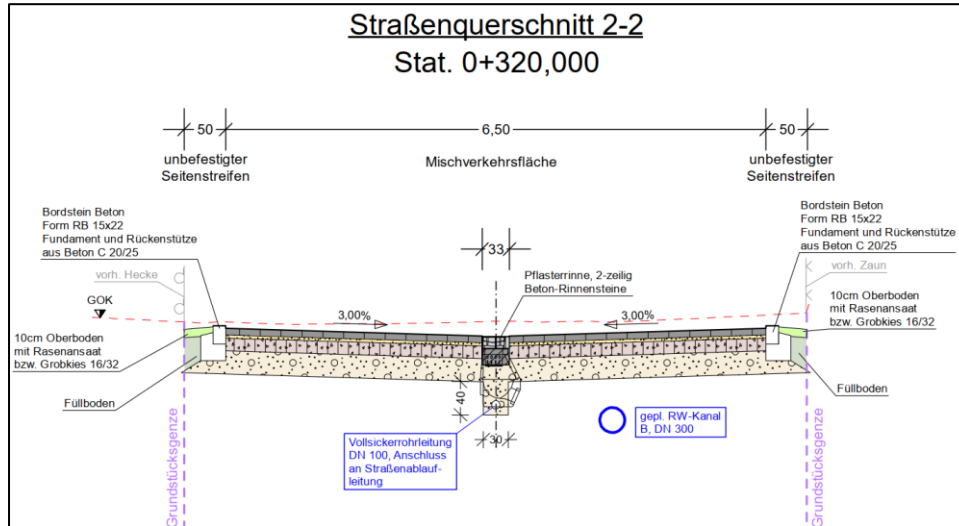 Straßenquerschnitt 2-2
Stat. 0+320,000
50
6,50
50
unbefestigter
Seitenstreifen
Mischverkehrsfläche
unbefestigter
Seitenstreifen
Bordstein Beton
Form RB 15x22
Fundament und Rückenstütze
aus Beton C 20/25
Bordstein Beton
Form RB 15x22
Fundament und Rückenstütze
aus Beton C 20/25
33
vorh. Hecke
Pflasterrinne, 2-zeilig
Beton-Rinnensteine
vorh. Zaun
GOK
3,00%
3,00%
10cm Oberboden
mit Rasenansaat
bzw. Grobkies 16/32
10cm Oberboden
mit Rasenansaat
bzw. Grobkies 16/32
Füllboden
Füllboden
40
30
gepl. RW-Kanal
B, DN 300
Vollsickerrohrleitung
DN 100, Anschluss
an Straßenablauf-
leitung
Grundstücksgenze
Grundstücksgenze